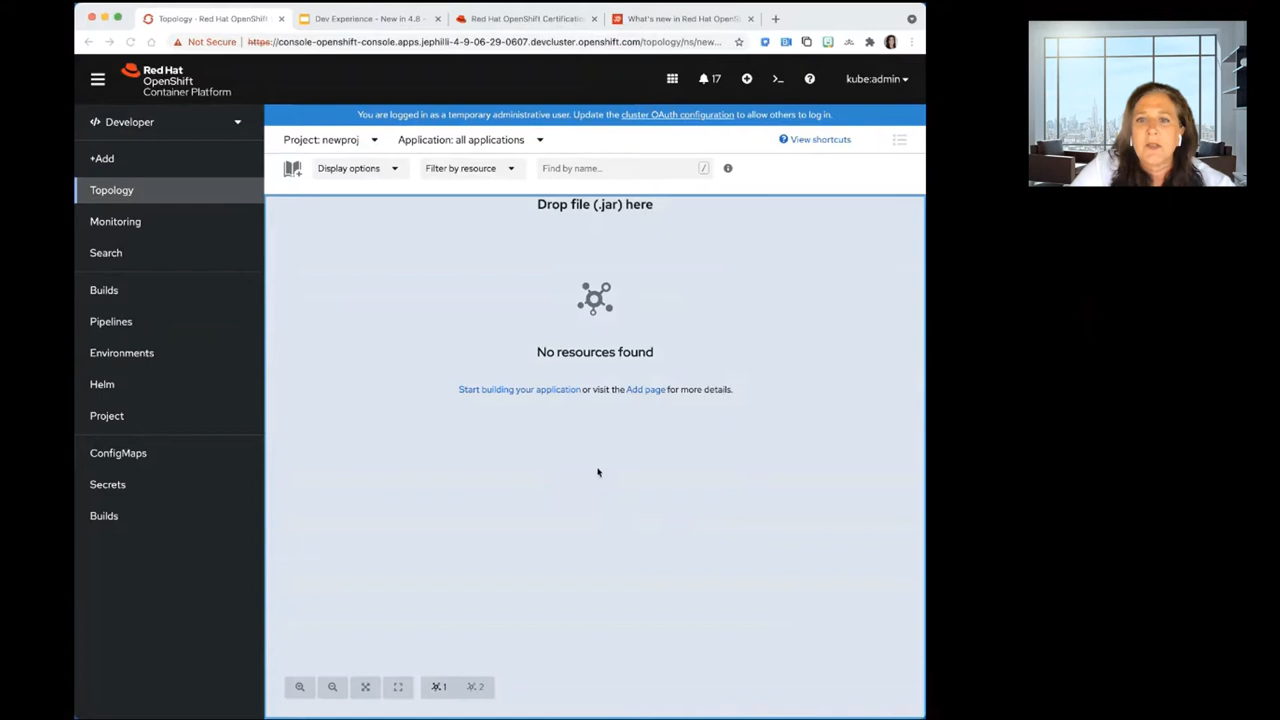 Topology · Red Hat OpenShift
Dev Experience - New in 4.8 -
Red Hat OpenShift Certification
What's new in Red Hat OpenSh
Not Secure
https://console-openshift-console.apps.jephilli-4-9-06-29-0607.devcluster.openshift.com/topology/ns/new...
Red Hat
OpenShift
Container Platform
17
kube:admin
You are logged in as a temporary administrative user. Update the cluster OAuth configuration to allow others to log in.
</> Developer
Project: newproj
Application: all applications
View shortcuts
+Add
Display options
Filter by resource
Find by name...
/
Topology
Drop file (.jar) here
Monitoring
Search
Builds
Pipelines
Environments
Helm
Project
No resources found
Start building your application or visit the Add page for more details.
ConfigMaps
Secrets
Builds
1
2